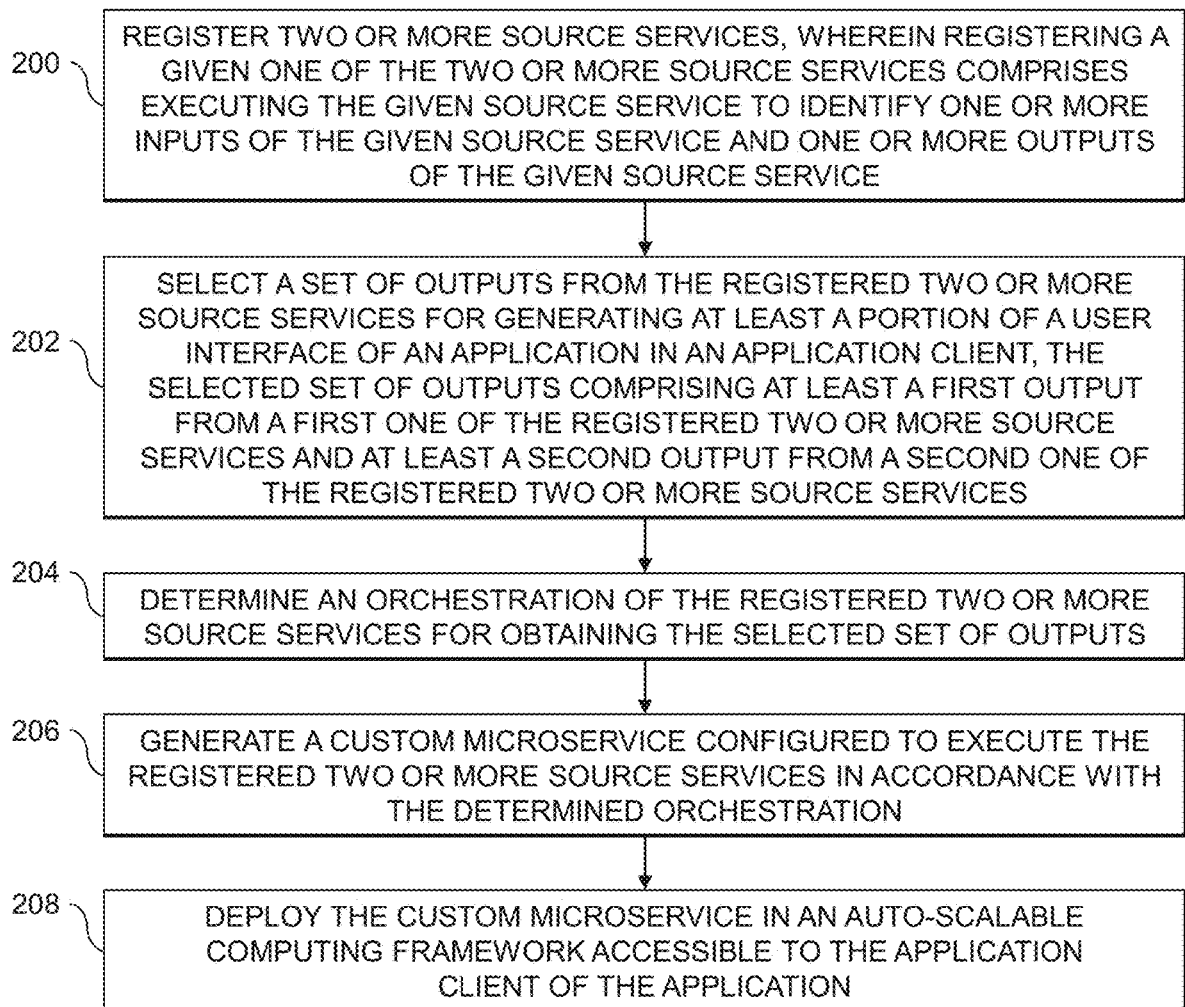 200
REGISTER TWO OR MORE SOURCE SERVICES, WHEREIN REGISTERING A
GIVEN ONE OF THE TWO OR MORE SOURCE SERVICES COMPRISES
EXECUTING THE GIVEN SOURCE SERVICE TO IDENTIFY ONE OR MORE
INPUTS OF THE GIVEN SOURCE SERVICE AND ONE OR MORE OUTPUTS
OF THE GIVEN SOURCE SERVICE
202
SELECT A SET OF OUTPUTS FROM THE REGISTERED TWO OR MORE
SOURCE SERVICES FOR GENERATING AT LEAST A PORTION OF A USER
INTERFACE OF AN APPLICATION IN AN APPLICATION CLIENT, THE
SELECTED SET OF OUTPUTS COMPRISING AT LEAST A FIRST OUTPUT
FROM A FIRST ONE OF THE REGISTERED TWO OR MORE SOURCE
SERVICES AND AT LEAST A SECOND OUTPUT FROM A SECOND ONE OF
THE REGISTERED TWO OR MORE SOURCE SERVICES
204
DETERMINE AN ORCHESTRATION OF THE REGISTERED TWO OR MORE
SOURCE SERVICES FOR OBTAINING THE SELECTED SET OF OUTPUTS
206
GENERATE A CUSTOM MICROSERVICE CONFIGURED TO EXECUTE THE
REGISTERED TWO OR MORE SOURCE SERVICES IN ACCORDANCE WITH
THE DETERMINED ORCHESTRATION
208
DEPLOY THE CUSTOM MICROSERVICE IN AN AUTO-SCALABLE
COMPUTING FRAMEWORK ACCESSIBLE TO THE APPLICATION
CLIENT OF THE APPLICATION